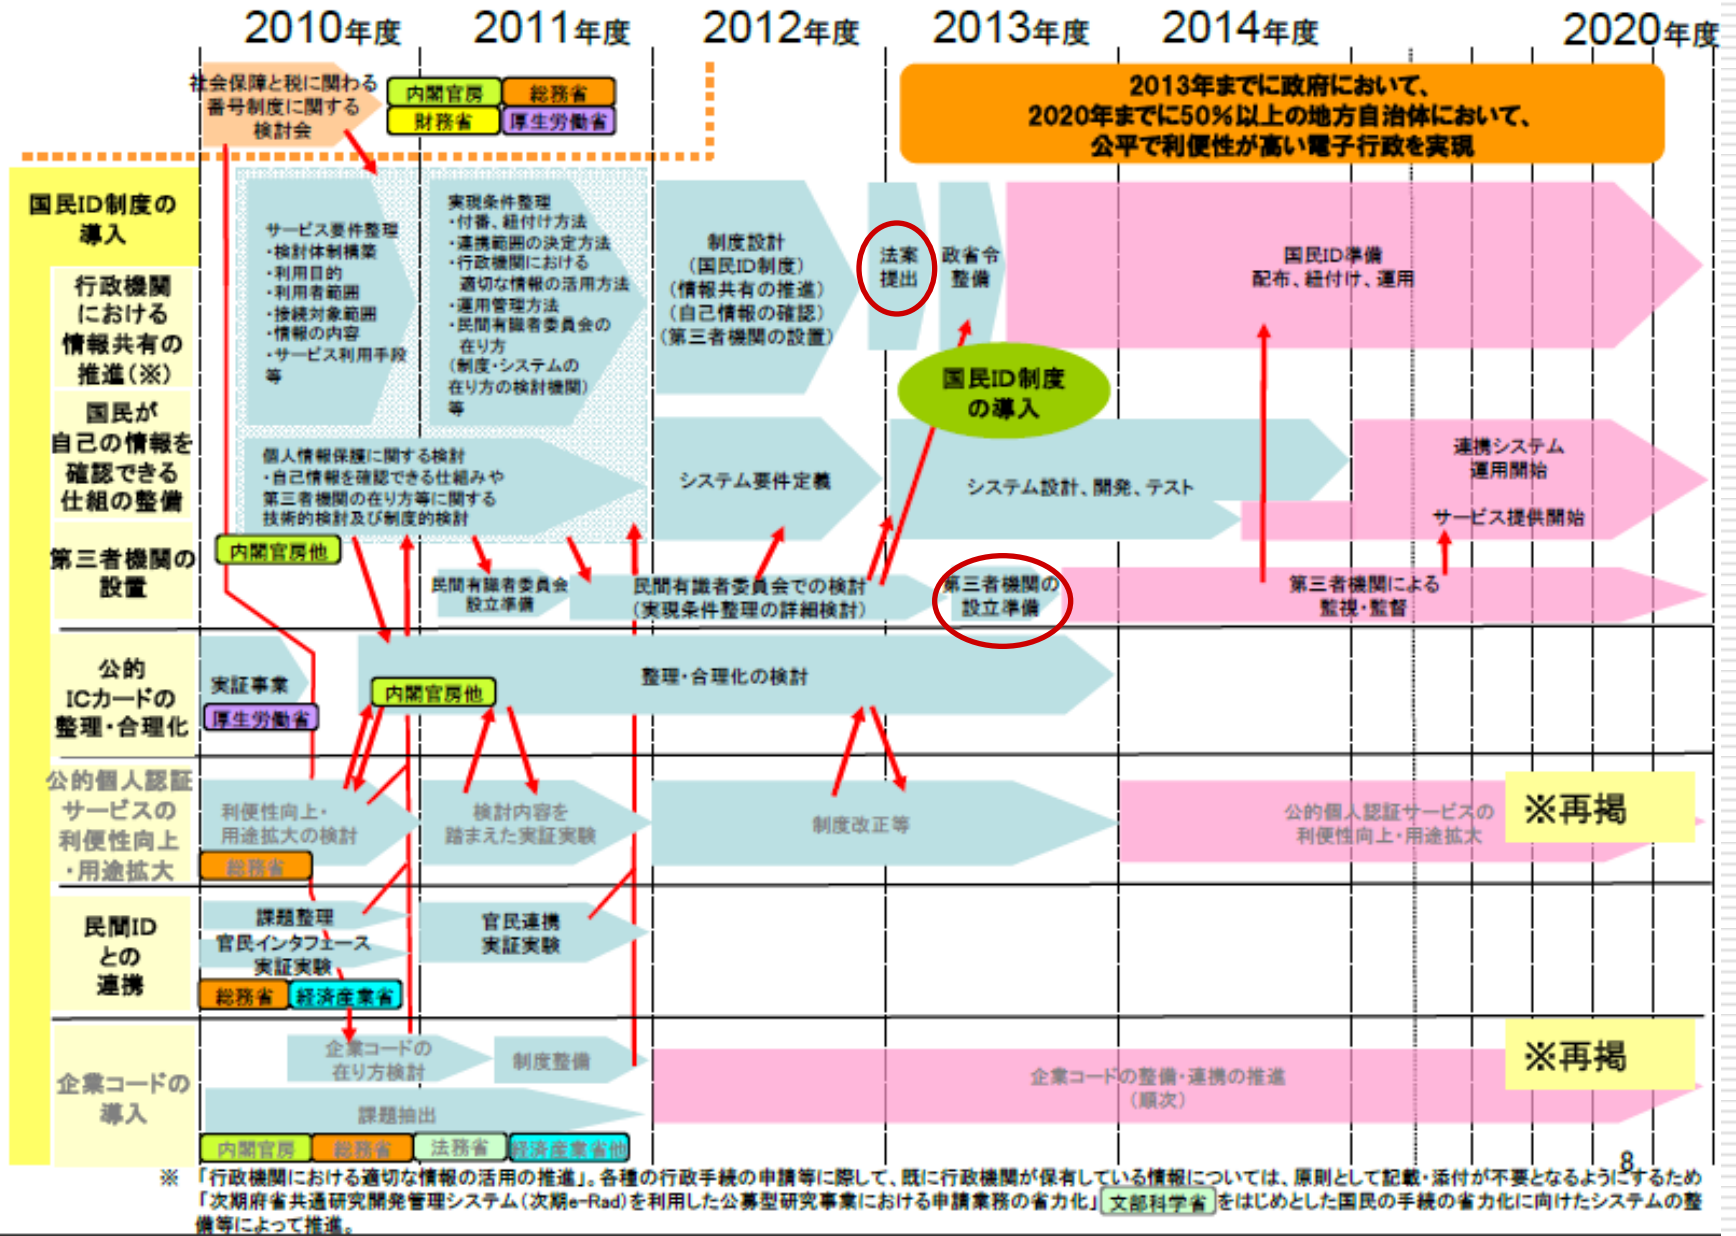 2010年度
2011年度
2012年度
2013年度
2014年度
2020年度
社会保障と税に関わる
番号制度に関する
検討会
内閣官房
総務省
財務省
厚生労働省
2013年までに政府において、
2020年までに50%以上の地方自治体において、
公平で利便性が高い電子行政を実現
国民ID制度の
導入
行政機関
における
情報共有の
推進(※)
国民が
自己の情報を
確認できる
仕組の整備
第三者機関の
設置
サービス要件整理
・検討体制構築
・利用目的
・利用者範囲
・接続対象範囲
・情報の内容
・サービス利用手段
等
実現条件整理
・付番、紐付け方法
・連携範囲の決定方法
・行政機関における
適切な情報の活用方法
・運用管理方法
・民間有識者委員会の
在り方
(制度・システムの
在り方の検討機関)
等
制度設計
(国民ID制度)
(情報共有の推進)
(自己情報の確認)
(第三者機関の設置)
法案
提出
政省令
整備
国民ID準備
配布、紐付け、運用
国民ID制度
の導入
個人情報保護に関する検討
・自己情報を確認できる仕組みや
第三者機関の在り方等に関する
技術的検討及び制度的検討
内閣官房他
システム要件定義
システム設計、開発、テスト
連携システム
運用開始
サービス提供開始
民間有識者委員会
設立準備
民間有識者委員会での検討
(実現条件整理の詳細検討)
第三者機関の
設立準備
第三者機関による
監視・監督
公的
ICカードの
整理・合理化
実証事業
厚生労働省
内閣官房他
整理・合理化の検討
公的個人認証
サービスの
利便性向上
・用途拡大
利便性向上・
用途拡大の検討
総務省
検討内容を
踏まえた実証実験
制度改正等
公的個人認証サービスの
利便性向上・用途拡大
※再掲
民間ID
との
連携
課題整理
官民インタフェース
実証実験
総務省
経済産業省
官民連携
実証実験
企業コードの
導入
企業コードの
在り方検討
制度整備
課題抽出
内閣官房
総務省
法務省
経済産業省他
企業コードの整備・連携の推進
(順次)
※再掲
8
※ 「行政機関における適切な情報の活用の推進」。各種の行政手続の申請等に際して、既に行政機関が保有している情報については、原則として記載・添付が不要となるようにするため
「次期府省共通研究開発管理システム(次期e-Rad)を利用した公募型研究事業における申請業務の省力化」 文部科学省 をはじめとした国民の手続の省力化に向けたシステムの整
備等によって推進。